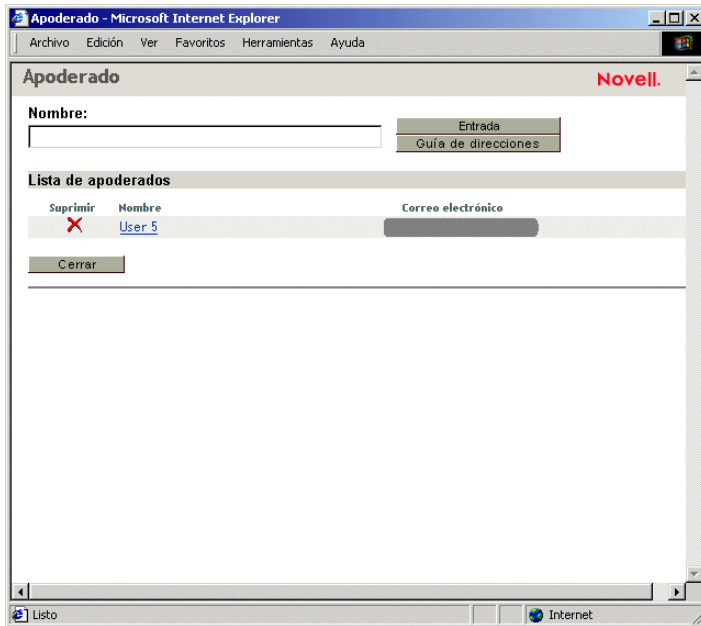 Apoderado - Microsoft Internet Explorer
Archivo Edición Ver Favoritos Herramientas Ayuda
Apoderado Novell.
Nombre:
Entrada
Guía de direcciones
Lista de apoderados
Suprimir Nombre Correo electrónico
User 5
Cerrar
Listo Internet